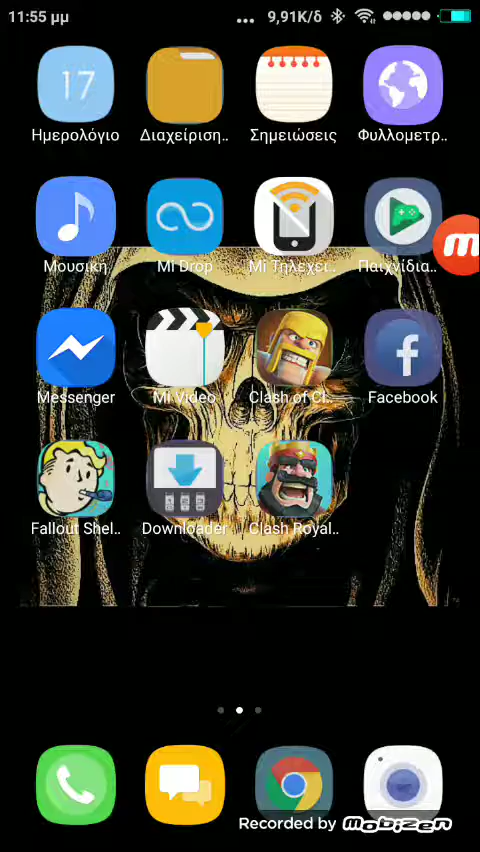 11:55 μμ ... 9,91K/δ
17
Ημερολόγιο Διαχείριση.. Σημειώσεις Φυλλομετρ..
Μουσική Mi Drop Mi Τηλεχει.. Παιχνίδια..
Messenger Mi Video Clash of Cl.. Facebook
Fallout Shel.. Downloader Clash Royal..
Recorded by Mobizen